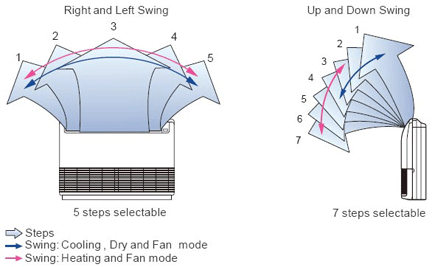 Right and Left Swing
Up and Down Swing
3
2
4
1
5
1
2
3
4
5
6
7
5 steps selectable
7 steps selectable
Steps
Swing: Cooling , Dry and Fan mode
Swing: Heating and Fan mode